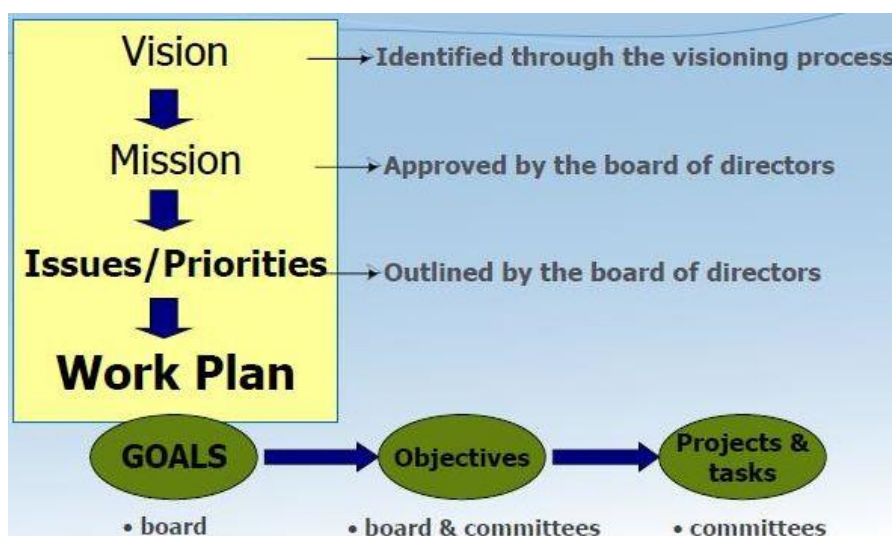 Vision
Identified through the visioning process
Mission
Approved by the board of directors
Issues/Priorities
Outlined by the board of directors
Work Plan
GOALS
Objectives
Projects &
tasks
• board
• board & committees
• committees